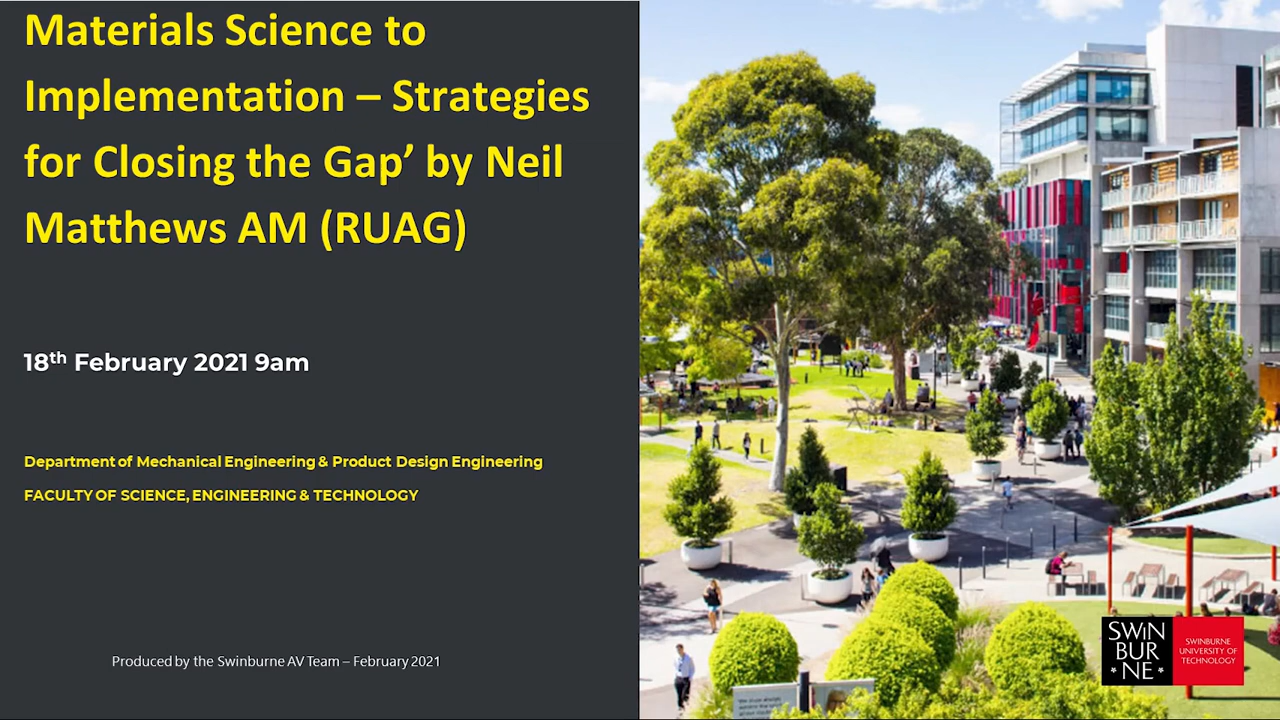 Materials Science to
Implementation – Strategies
for Closing the Gap’ by Neil
Matthews AM (RUAG)
18th February 2021 9am
Department of Mechanical Engineering & Product Design Engineering
FACULTY OF SCIENCE, ENGINEERING & TECHNOLOGY
Produced by the Swinburne AV Team – February 2021
SWIN
BUR
* NE *
SWINBURNE
UNIVERSITY OF
TECHNOLOGY